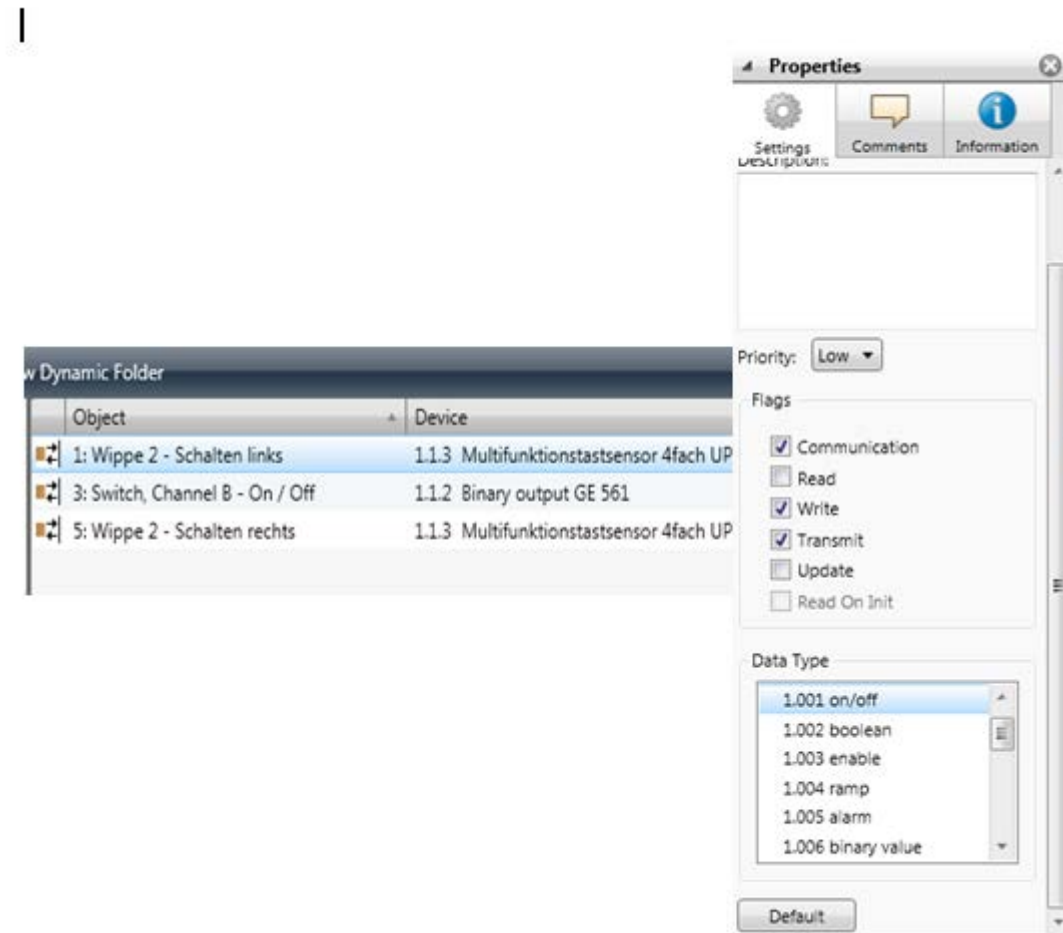 Properties
Settings Comments Information
Description:
Priority: Low
Flags
Communication
Read
Write
Transmit
Update
Read On Init
Data Type
1.001 on/off
1.002 boolean
1.003 enable
1.004 ramp
1.005 alarm
1.006 binary value
Default
w Dynamic Folder
Object Device
1: Wippe 2 - Schalten links 1.1.3 Multifunktionstastsensor 4fach UP
3: Switch, Channel B - On / Off 1.1.2 Binary output GE 561
5: Wippe 2 - Schalten rechts 1.1.3 Multifunktionstastsensor 4fach UP